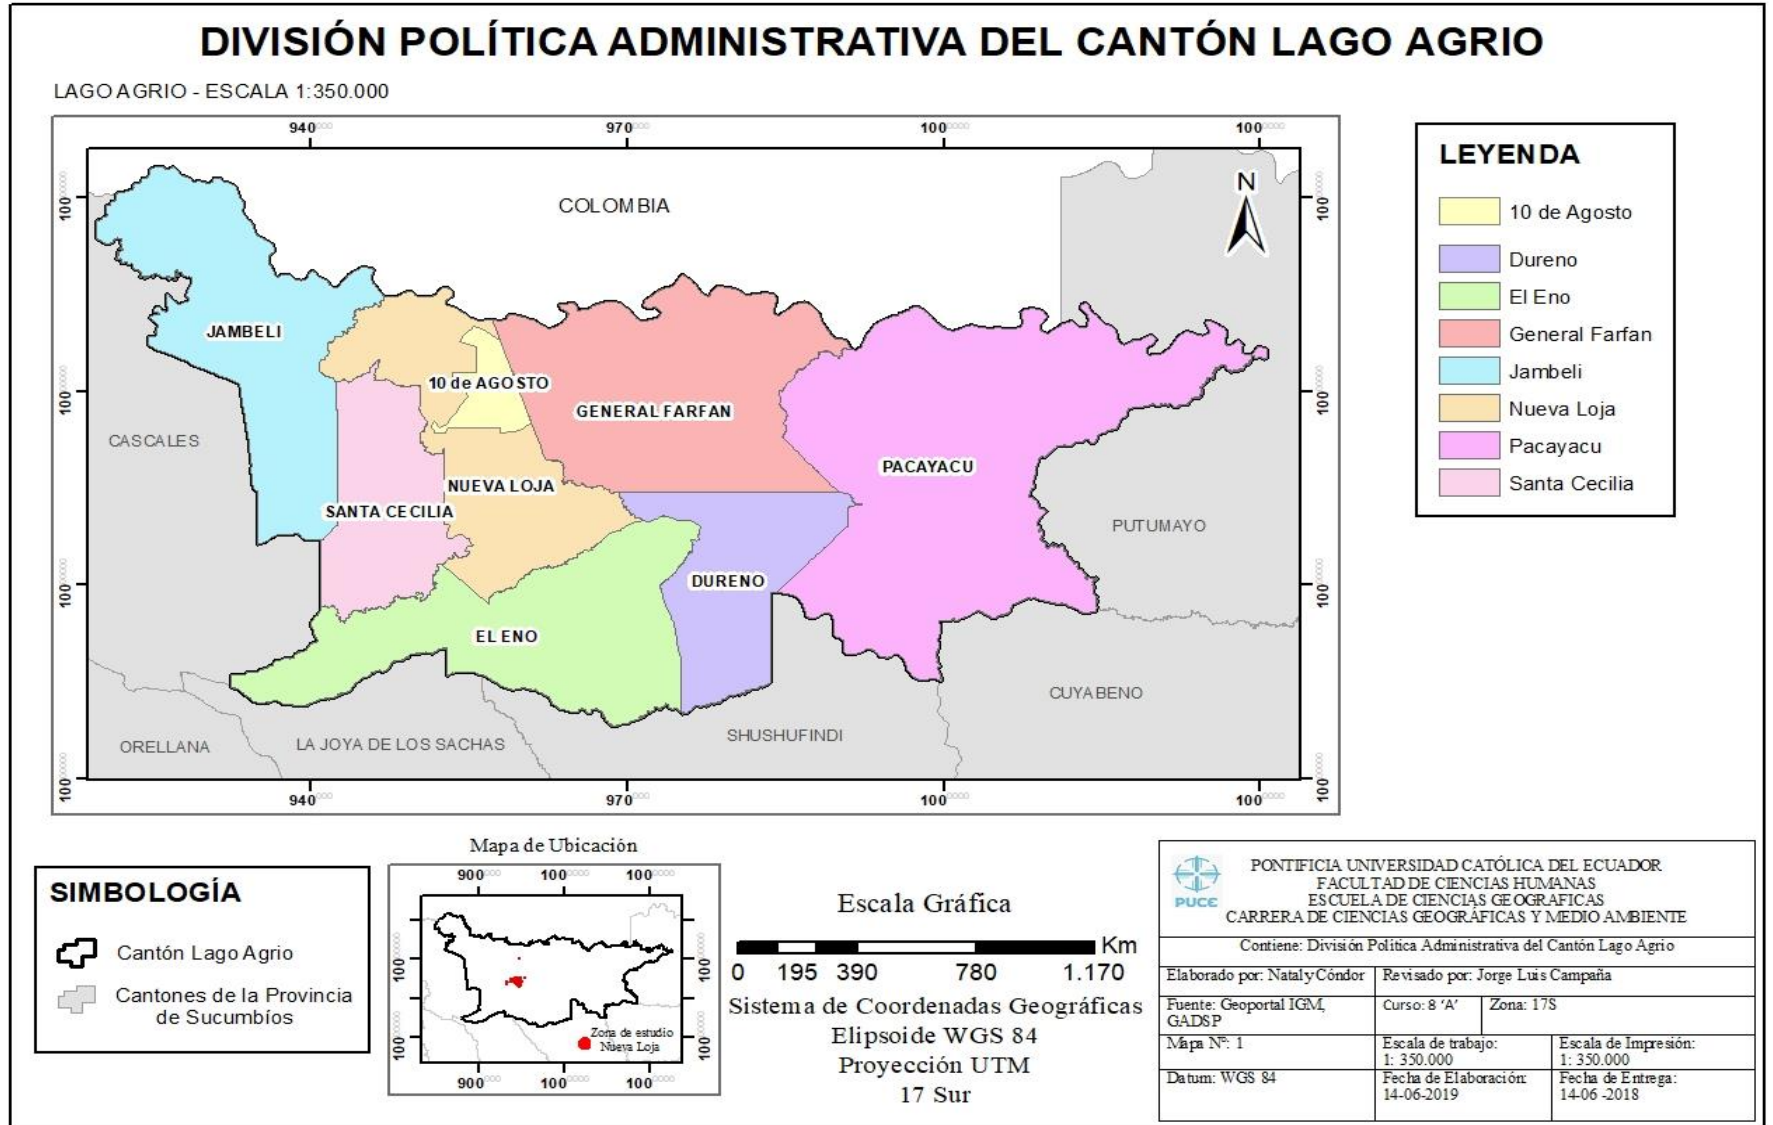 DIVISIÓN POLÍTICA ADMINISTRATIVA DEL CANTÓN LAGO AGRIO
LAGO AGRIO - ESCALA 1:350.000
940000 970000 1000000 1000000
COLOMBIA
N
JAMBELI
10 de AGOSTO
GENERAL FARFAN
CASCALES
PACAYACU
NUEVA LOJA
SANTA CECILIA
PUTUMAYO
DURENO
EL ENO
CUYABENO
SHUSHUFINDI
ORELLANA
LA JOYA DE LOS SACHAS
940000 970000 1000000 1000000
LEYENDA
10 de Agosto
Dureno
El Eno
General Farfan
Jambeli
Nueva Loja
Pacayacu
Santa Cecilia
SIMBOLOGÍA
Cantón Lago Agrio
Cantones de la Provincia
de Sucumbíos
Mapa de Ubicación
Zona de estudio
Nueva Loja
Escala Gráfica
Km
0 195 390 780 1.170
Sistema de Coordenadas Geográficas
Elipsoide WGS 84
Proyección UTM
17 Sur
PUCE
PONTIFICIA UNIVERSIDAD CATÓLICA DEL ECUADOR
FACULTAD DE CIENCIAS HUMANAS
ESCUELA DE CIENCIAS GEOGRAFICAS
CARRERA DE CIENCIAS GEOGRÁFICAS Y MEDIO AMBIENTE
Contiene: División Política Administrativa del Cantón Lago Agrio
Elaborado por: Nataly Cóndor
Revisado por: Jorge Luis Campaña
Fuente: Geoportal IGM,
GADSP
Curso: 8 ‘A’
Zona: 17S
Mapa Nº: 1
Escala de trabajo:
1: 350.000
Escala de Impresión:
1: 350.000
Datum: WGS 84
Fecha de Elaboración:
14-06-2019
Fecha de Entrega:
14-06 -2018